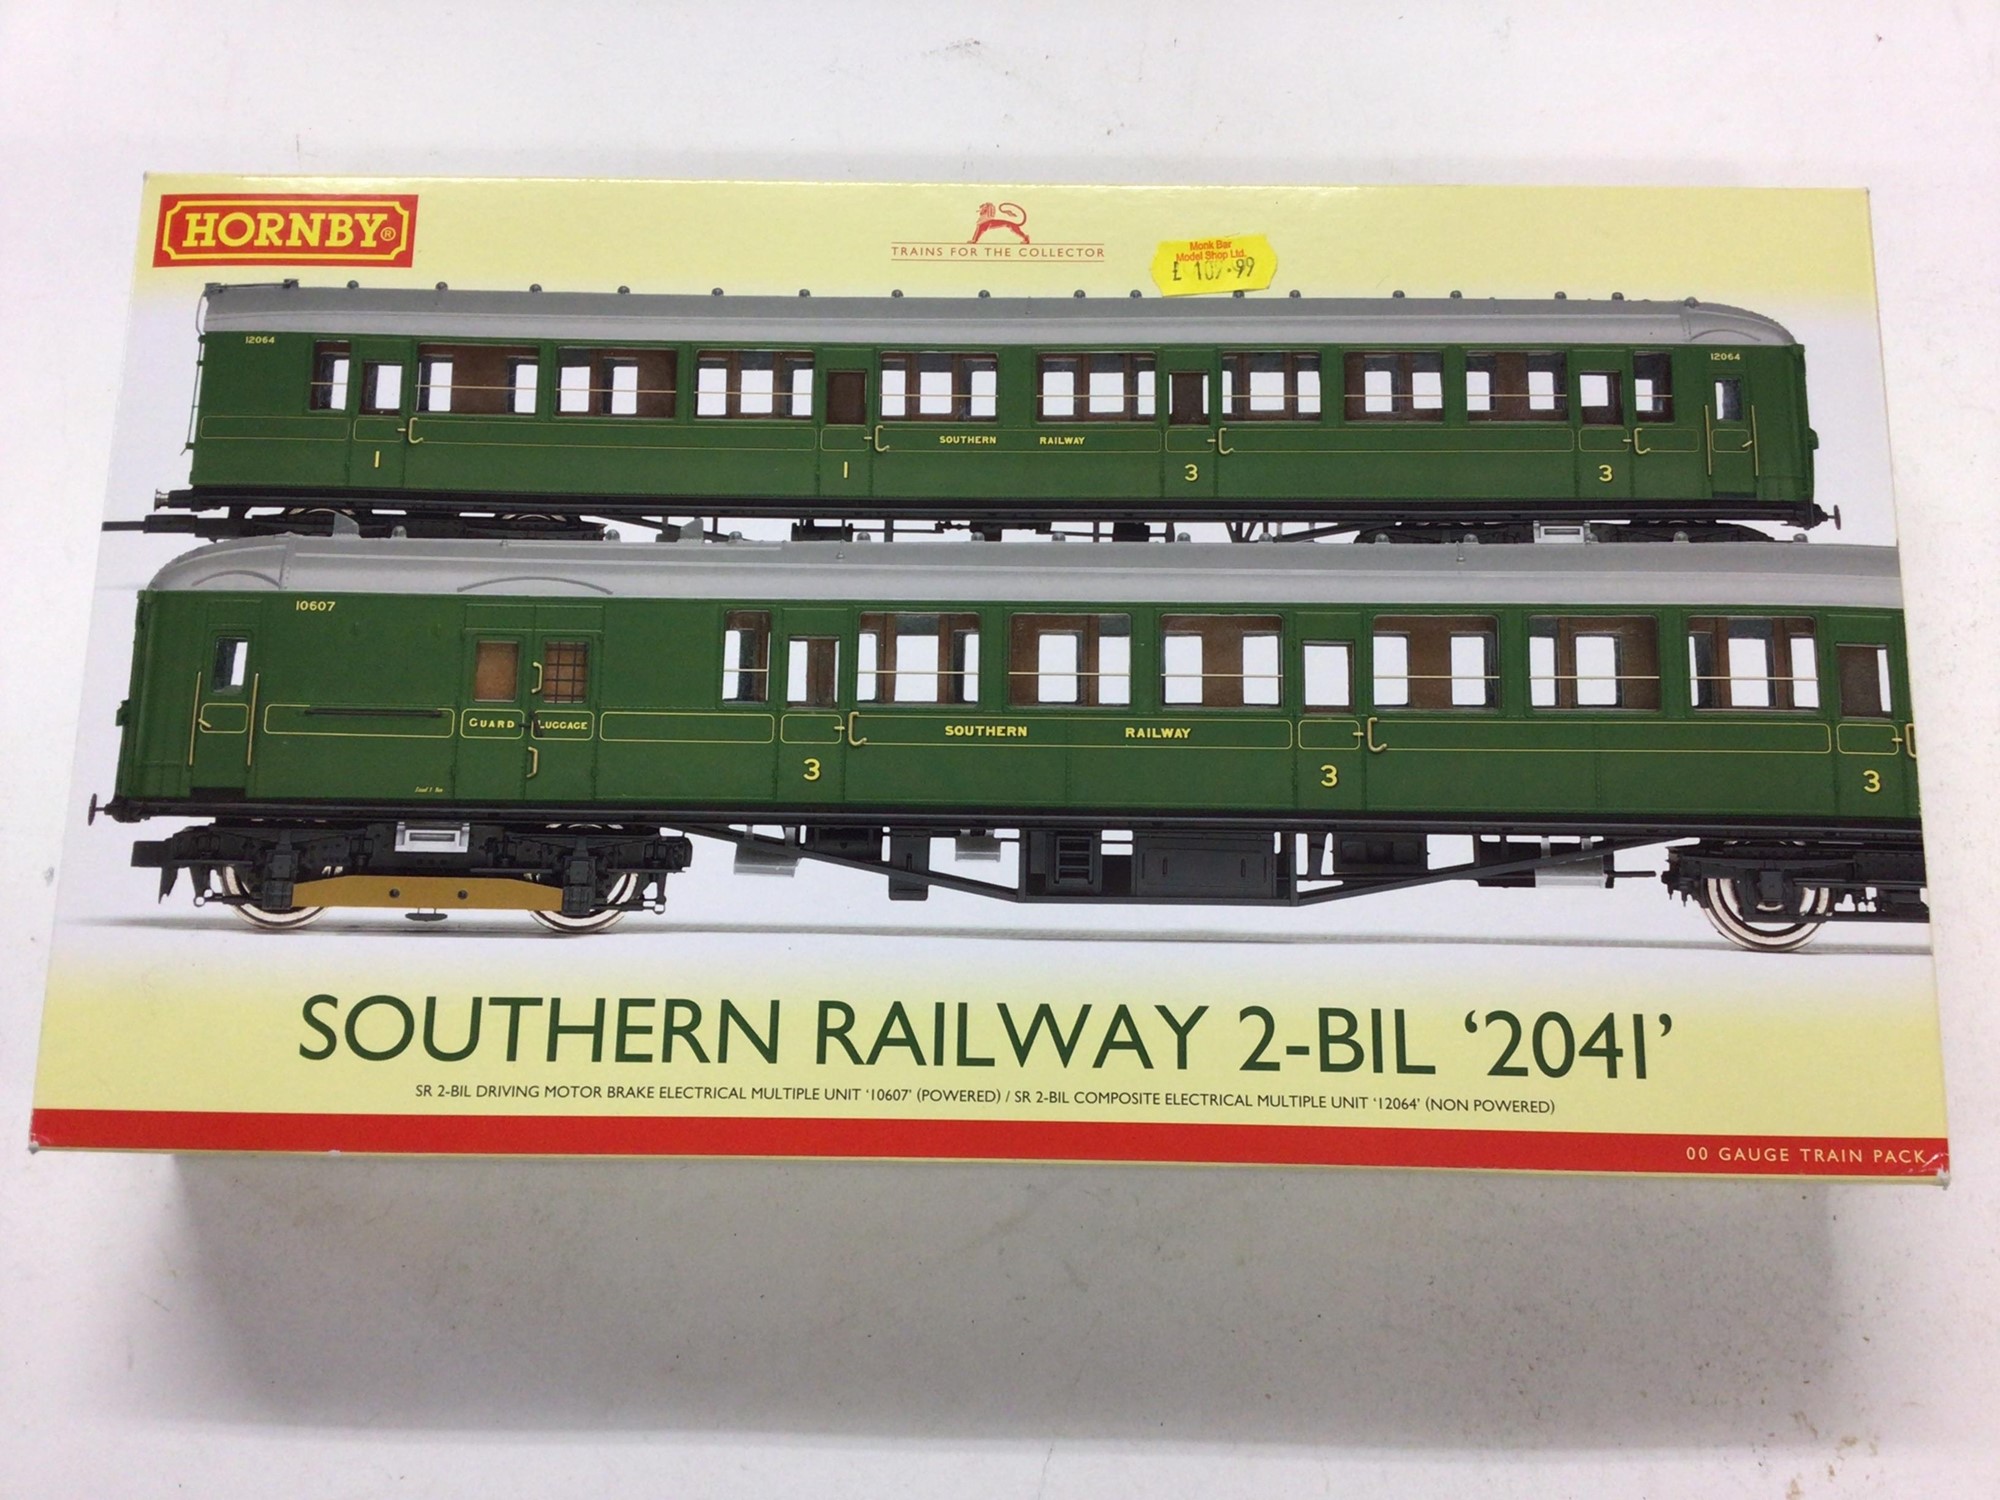 HORNBY®
TRAINS FOR THE COLLECTOR
Monk Bar
Model Shop Ltd.
£ 107.99
12064
12064
SOUTHERN RAILWAY
1
1
3
3
10607
GUARD LUGGAGE
SOUTHERN RAILWAY
3
3
3
SOUTHERN RAILWAY 2-BIL ‘2041’
SR 2-BIL DRIVING MOTOR BRAKE ELECTRICAL MULTIPLE UNIT ‘10607’ (POWERED) / SR 2-BIL COMPOSITE ELECTRICAL MULTIPLE UNIT ‘12064’ (NON POWERED)
00 GAUGE TRAIN PACK